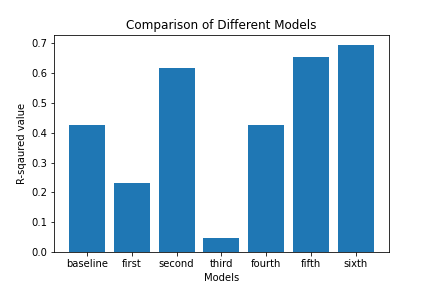 Comparison of Different Models
R-sqaured value
0.7
0.6
0.5
0.4
0.3
0.2
0.1
0.0
baseline first second third fourth fifth sixth
Models